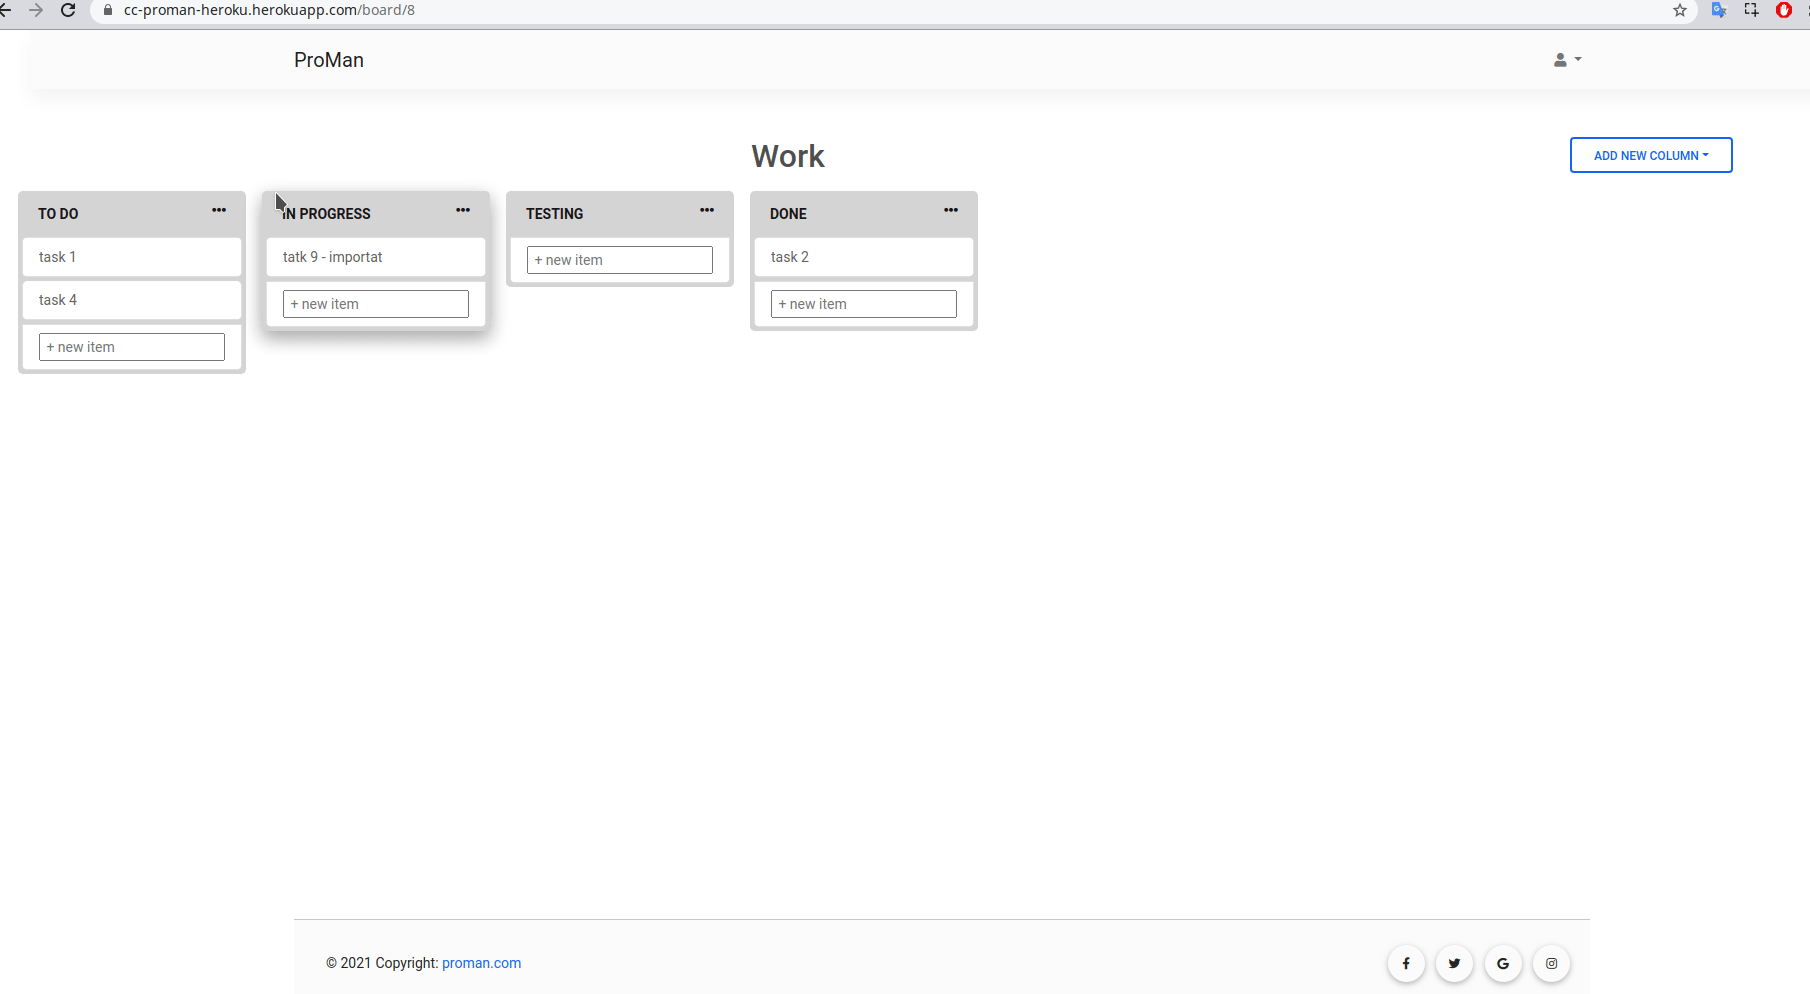 cc-proman-heroku.herokuapp.com/board/8
ProMan
Work
ADD NEW COLUMN
TO DO
task 1
task 4
+ new item
IN PROGRESS
tatk 9 - importat
+ new item
TESTING
+ new item
DONE
task 2
+ new item
© 2021 Copyright: proman.com